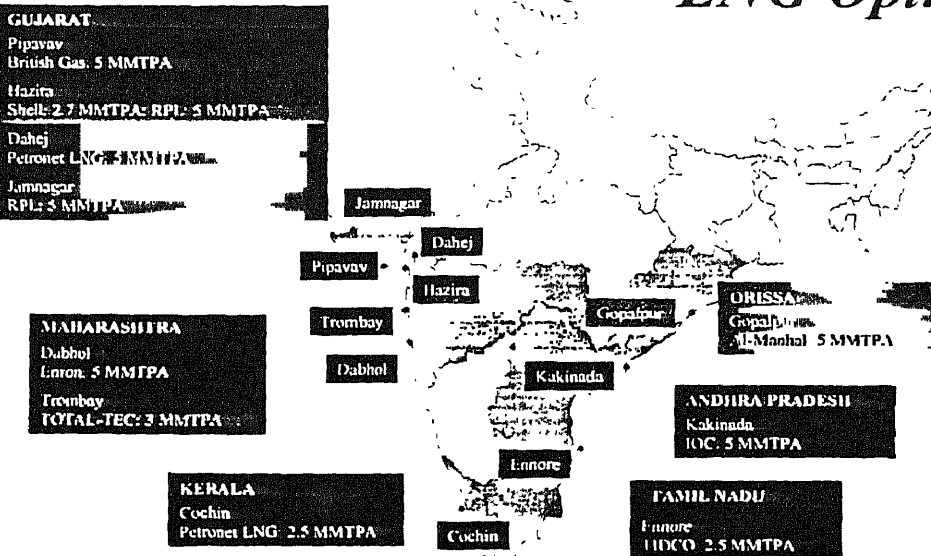 LNG Opti
GUJARAT
Pipavav
British Gas: 5 MMTPA
Hazira
Shell: 2.7 MMTPA; RPL: 5 MMTPA
Dahej
Petronet LNG: 5 MMTPA
Jamnagar
RPL: 5 MMTPA
Jamnagar
Dahej
Pipavav
Hazira
Trombay
Dabhol
Gopalpur
Kakinada
Ennore
Cochin
ORISSA
Gopalpur
Al-Manhal 5 MMTPA
MAHARASHTRA
Dabhol
Enron: 5 MMTPA
Trombay
TOTAL-TEC: 3 MMTPA
ANDHRA PRADESH
Kakinada
IOC: 5 MMTPA
KERALA
Cochin
Petronet LNG 2.5 MMTPA
TAMIL NADU
Ennore
2.5 MMTPA